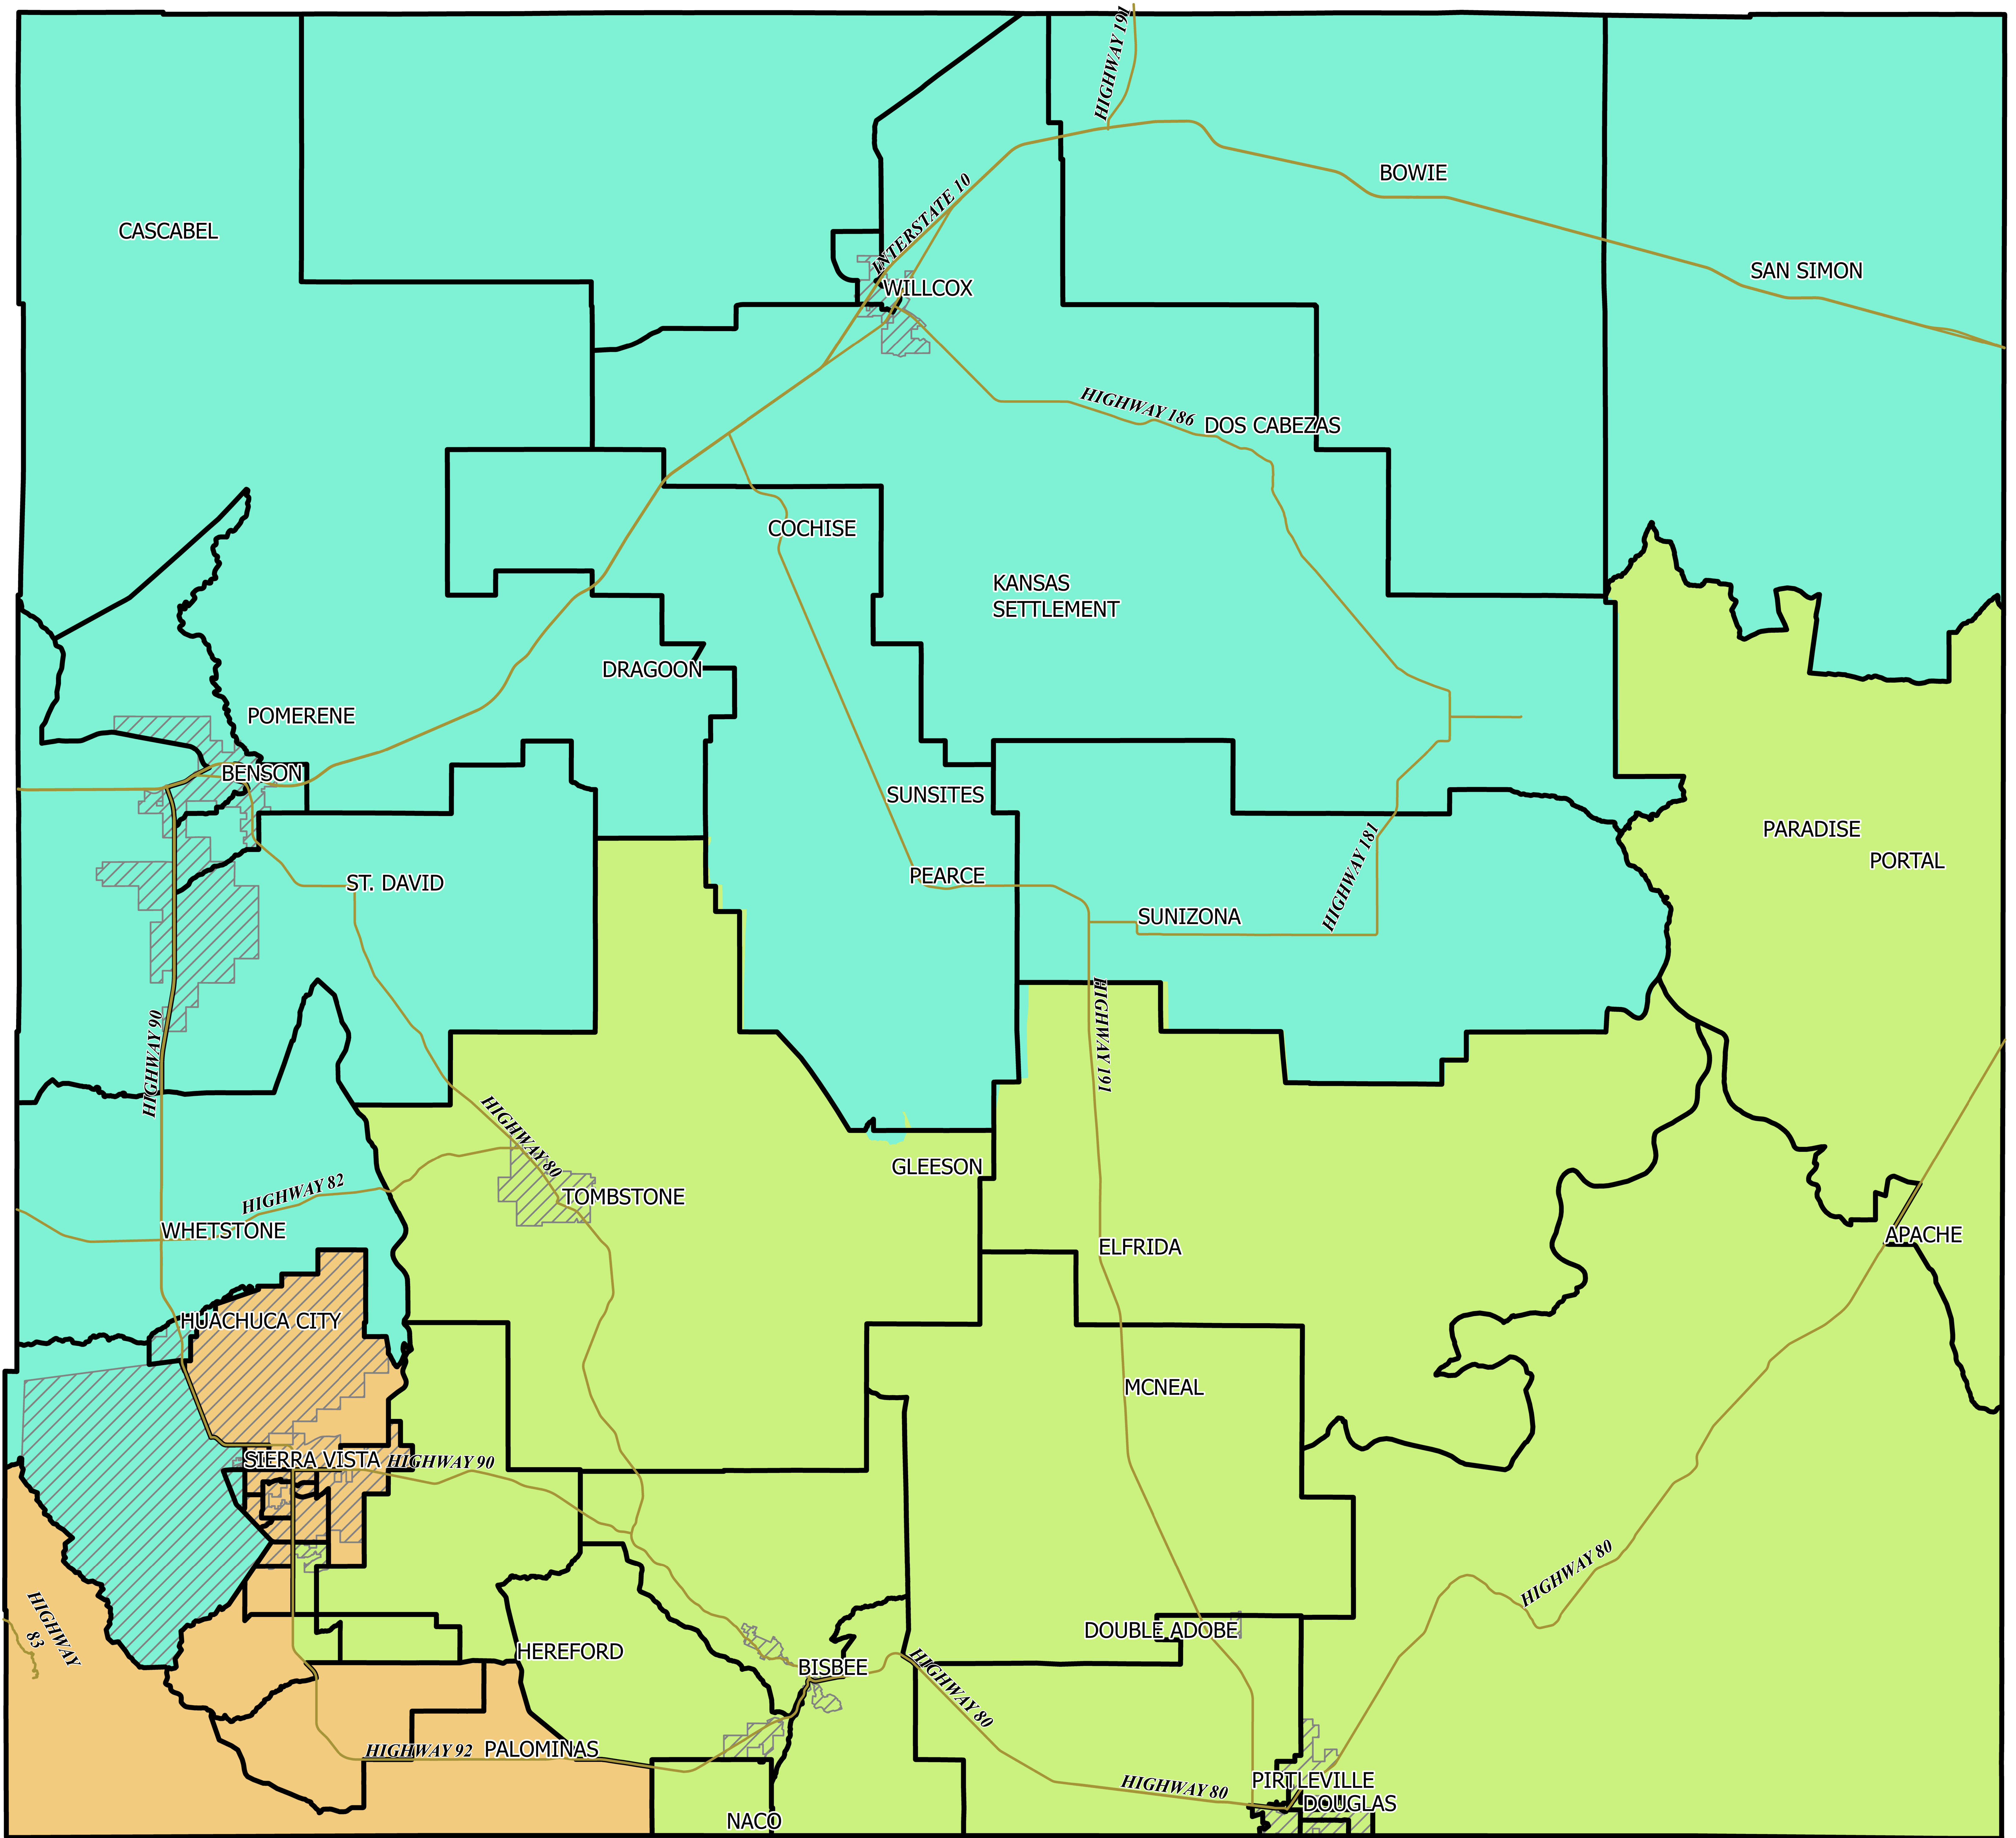 HIGHWAY 191
BOWIE
CASCABEL
INTERSTATE 10
SAN SIMON
WILLCOX
HIGHWAY 186
DOS CABEZAS
COCHISE
KANSAS
SETTLEMENT
DRAGOON
POMERENE
BENSON
SUNSITES
PARADISE
PORTAL
PEARCE
ST. DAVID
HIGHWAY 181
SUNIZONA
HIGHWAY 90
HIGHWAY 191
HIGHWAY 80
GLEESON
HIGHWAY 82
TOMBSTONE
WHETSTONE
APACHE
ELFRIDA
HUACHUCA CITY
MCNEAL
SIERRA VISTA
HIGHWAY 90
HIGHWAY 80
HIGHWAY
83
DOUBLE ADOBE
HEREFORD
BISBEE
HIGHWAY 80
HIGHWAY 92
PALOMINAS
PIRTLEVILLE
HIGHWAY 80
DOUGLAS
NACO